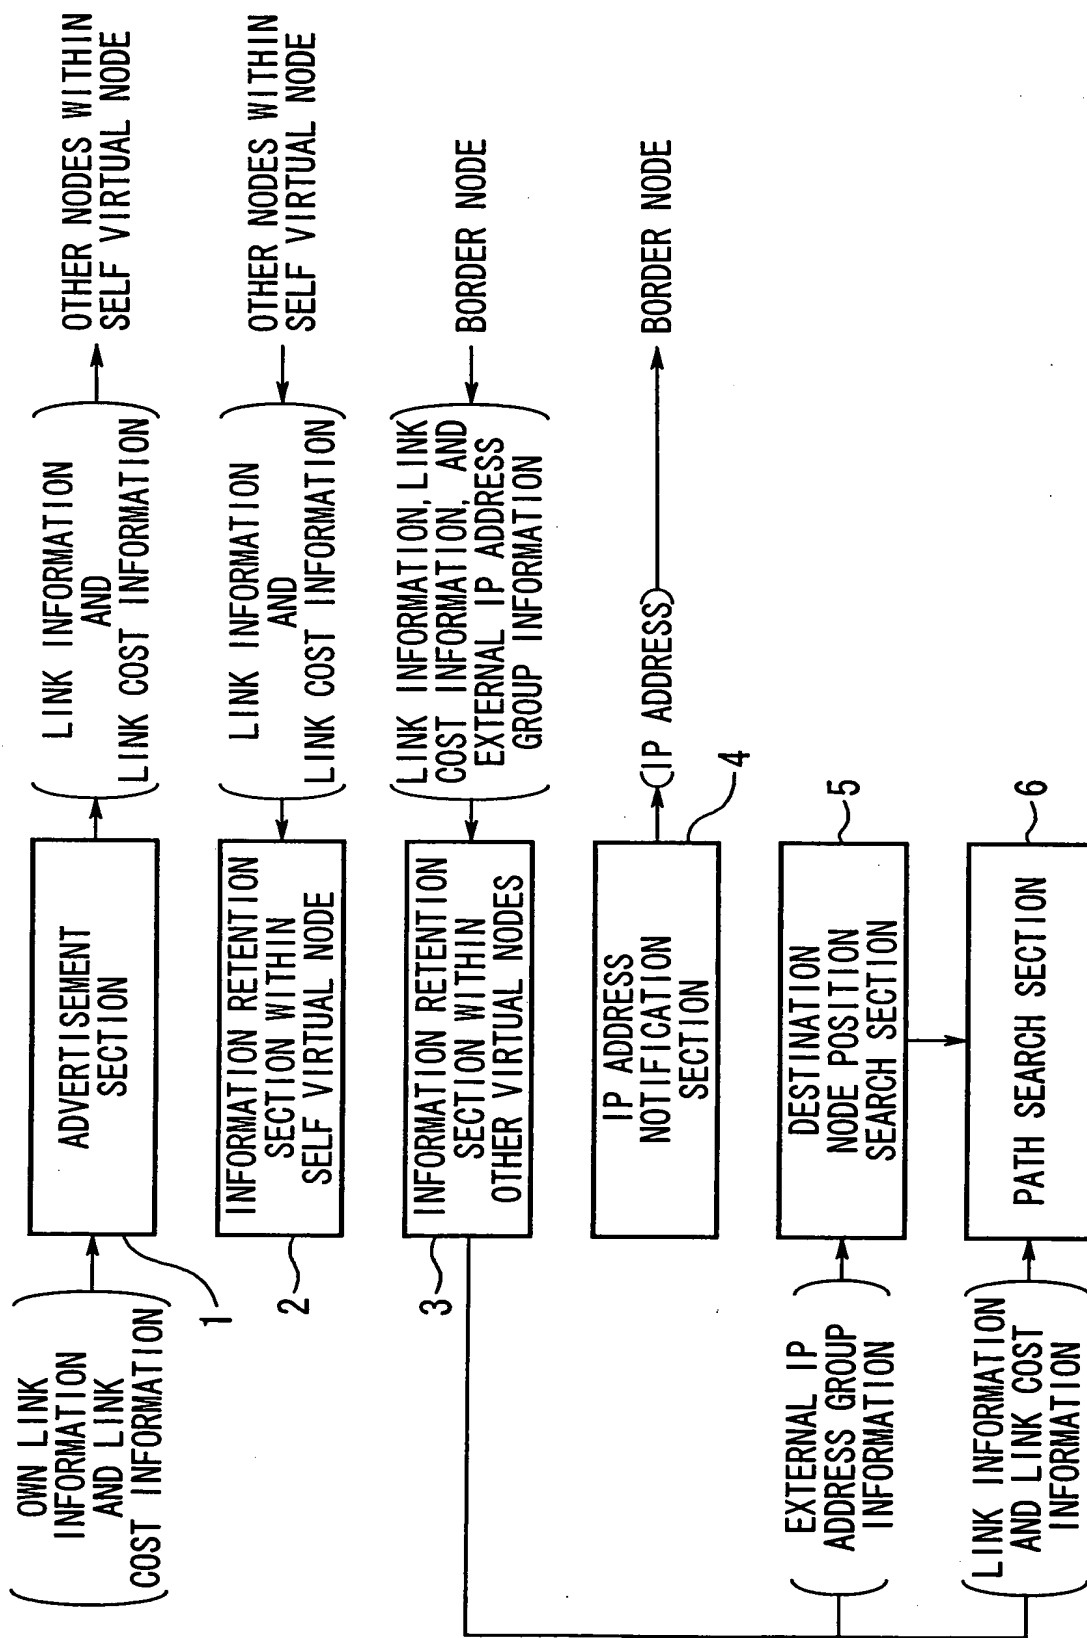 OWN LINK
INFORMATION
AND LINK
COST INFORMATION
1
ADVERTISEMENT
SECTION
LINK INFORMATION
AND
LINK COST INFORMATION
OTHER NODES WITHIN
SELF VIRTUAL NODE
2
INFORMATION RETENTION
SECTION WITHIN
SELF VIRTUAL NODE
LINK INFORMATION
AND
LINK COST INFORMATION
OTHER NODES WITHIN
SELF VIRTUAL NODE
3
INFORMATION RETENTION
SECTION WITHIN
OTHER VIRTUAL NODES
LINK INFORMATION, LINK
COST INFORMATION, AND
EXTERNAL IP ADDRESS
GROUP INFORMATION
BORDER NODE
IP ADDRESS
NOTIFICATION
SECTION
4
IP ADDRESS
BORDER NODE
EXTERNAL IP
ADDRESS GROUP
INFORMATION
DESTINATION
NODE POSITION
SEARCH SECTION
5
LINK INFORMATION
AND LINK COST
INFORMATION
PATH SEARCH SECTION
6